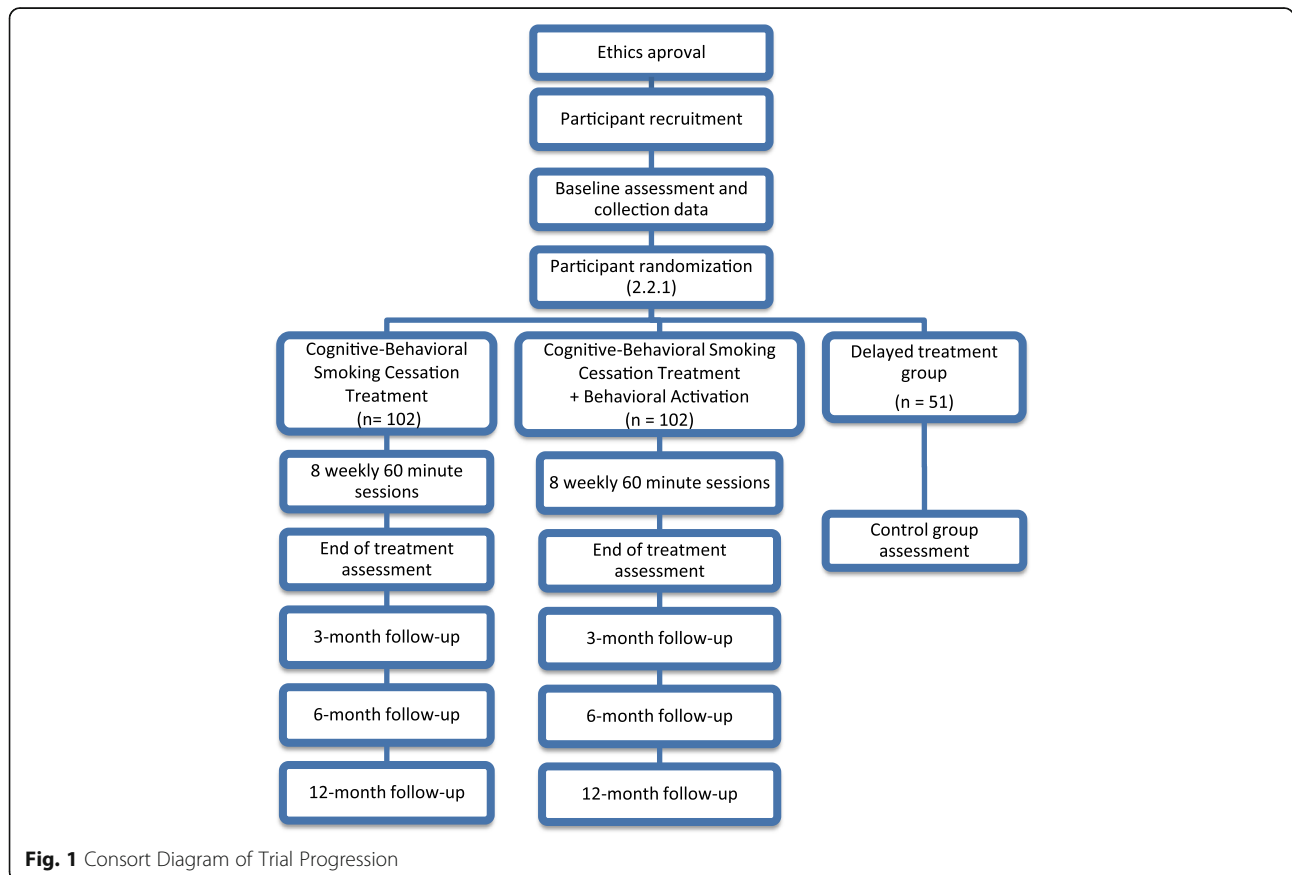 Ethics aproval
Participant recruitment
Baseline assessment and
collection data
Participant randomization
(2.2.1)
Cognitive-Behavioral
Smoking Cessation
Treatment
(n= 102)
Cognitive-Behavioral Smoking
Cessation Treatment
+ Behavioral Activation
(n = 102)
Delayed treatment
group
(n = 51)
8 weekly 60 minute
sessions
8 weekly 60 minute sessions
End of treatment
assessment
End of treatment
assessment
Control group
assessment
3-month follow-up
3-month follow-up
6-month follow-up
6-month follow-up
12-month follow-up
12-month follow-up
Fig. 1 Consort Diagram of Trial Progression